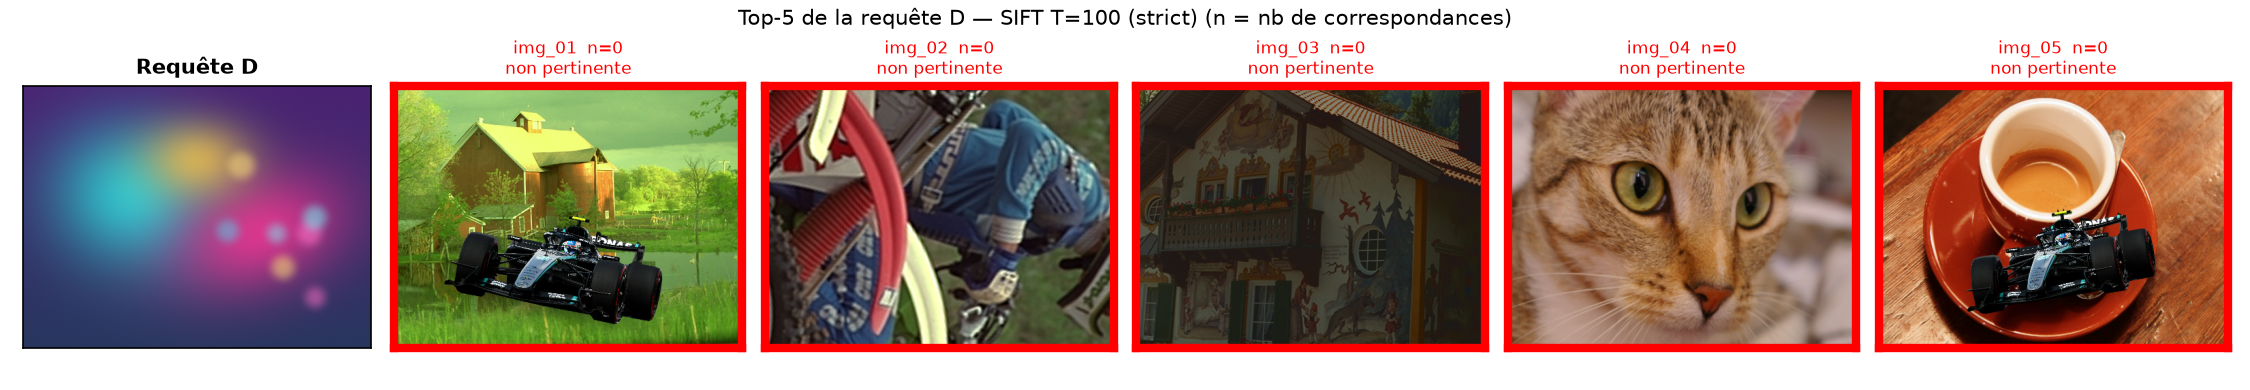 Top-5 de la requête D — SIFT T=100 (strict) (n = nb de correspondances)
Requête D
img_01 n=0
non pertinente
img_02 n=0
non pertinente
img_03 n=0
non pertinente
img_04 n=0
non pertinente
img_05 n=0
non pertinente